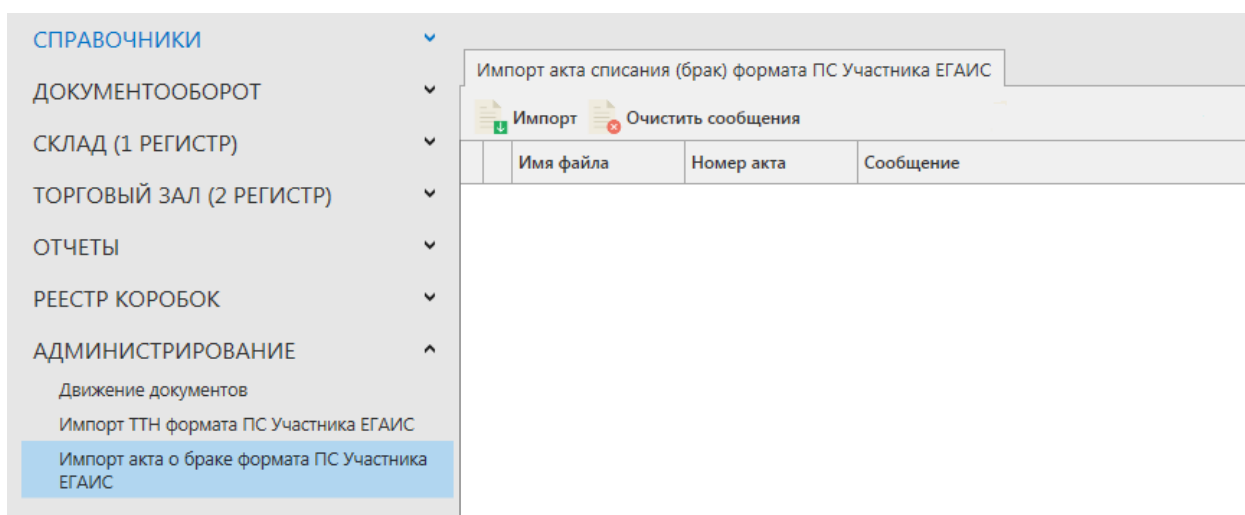 СПРАВОЧНИКИ
ДОКУМЕНТООБОРОТ
СКЛАД (1 РЕГИСТР)
ТОРГОВЫЙ ЗАЛ (2 РЕГИСТР)
ОТЧЕТЫ
РЕЕСТР КОРОБОК
АДМИНИСТРИРОВАНИЕ
Движение документов
Импорт ТТН формата ПС Участника ЕГАИС
Импорт акта о браке формата ПС Участника
ЕГАИС
Импорт акта списания (брак) формата ПС Участника ЕГАИС
Импорт Очистить сообщения
Имя файла Номер акта Сообщение